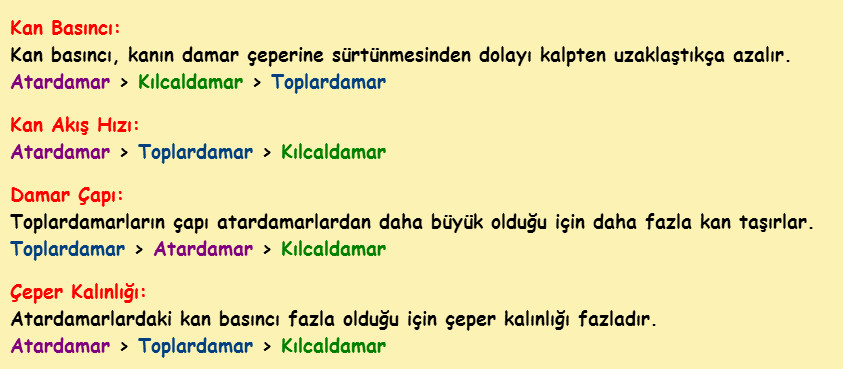 Kan Basıncı:
Kan basıncı, kanın damar çeperine sürtünmesinden dolayı kalpten uzaklaştıkça azalır.
Atardamar > Kılcaldamar > Toplardamar
Kan Akış Hızı:
Atardamar > Toplardamar > Kılcaldamar
Damar Çapı:
Toplardamarların çapı atardamarlardan daha büyük olduğu için daha fazla kan taşırlar.
Toplardamar > Atardamar > Kılcaldamar
Çeper Kalınlığı:
Atardamarlardaki kan basıncı fazla olduğu için çeper kalınlığı fazladır.
Atardamar > Toplardamar > Kılcaldamar